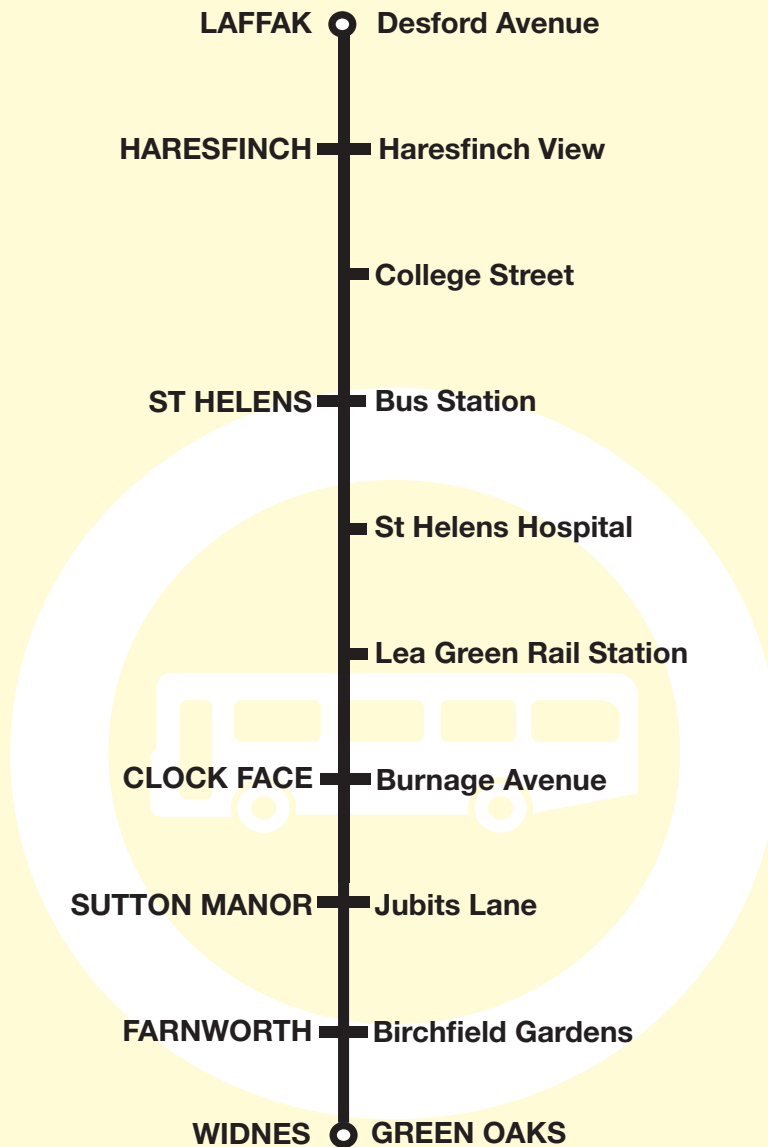 LAFFAK Desford Avenue
HARESFINCH Haresfinch View
College Street
ST HELENS Bus Station
St Helens Hospital
Lea Green Rail Station
CLOCK FACE Burnage Avenue
SUTTON MANOR Jubits Lane
FARNWORTH Birchfield Gardens
WIDNES GREEN OAKS